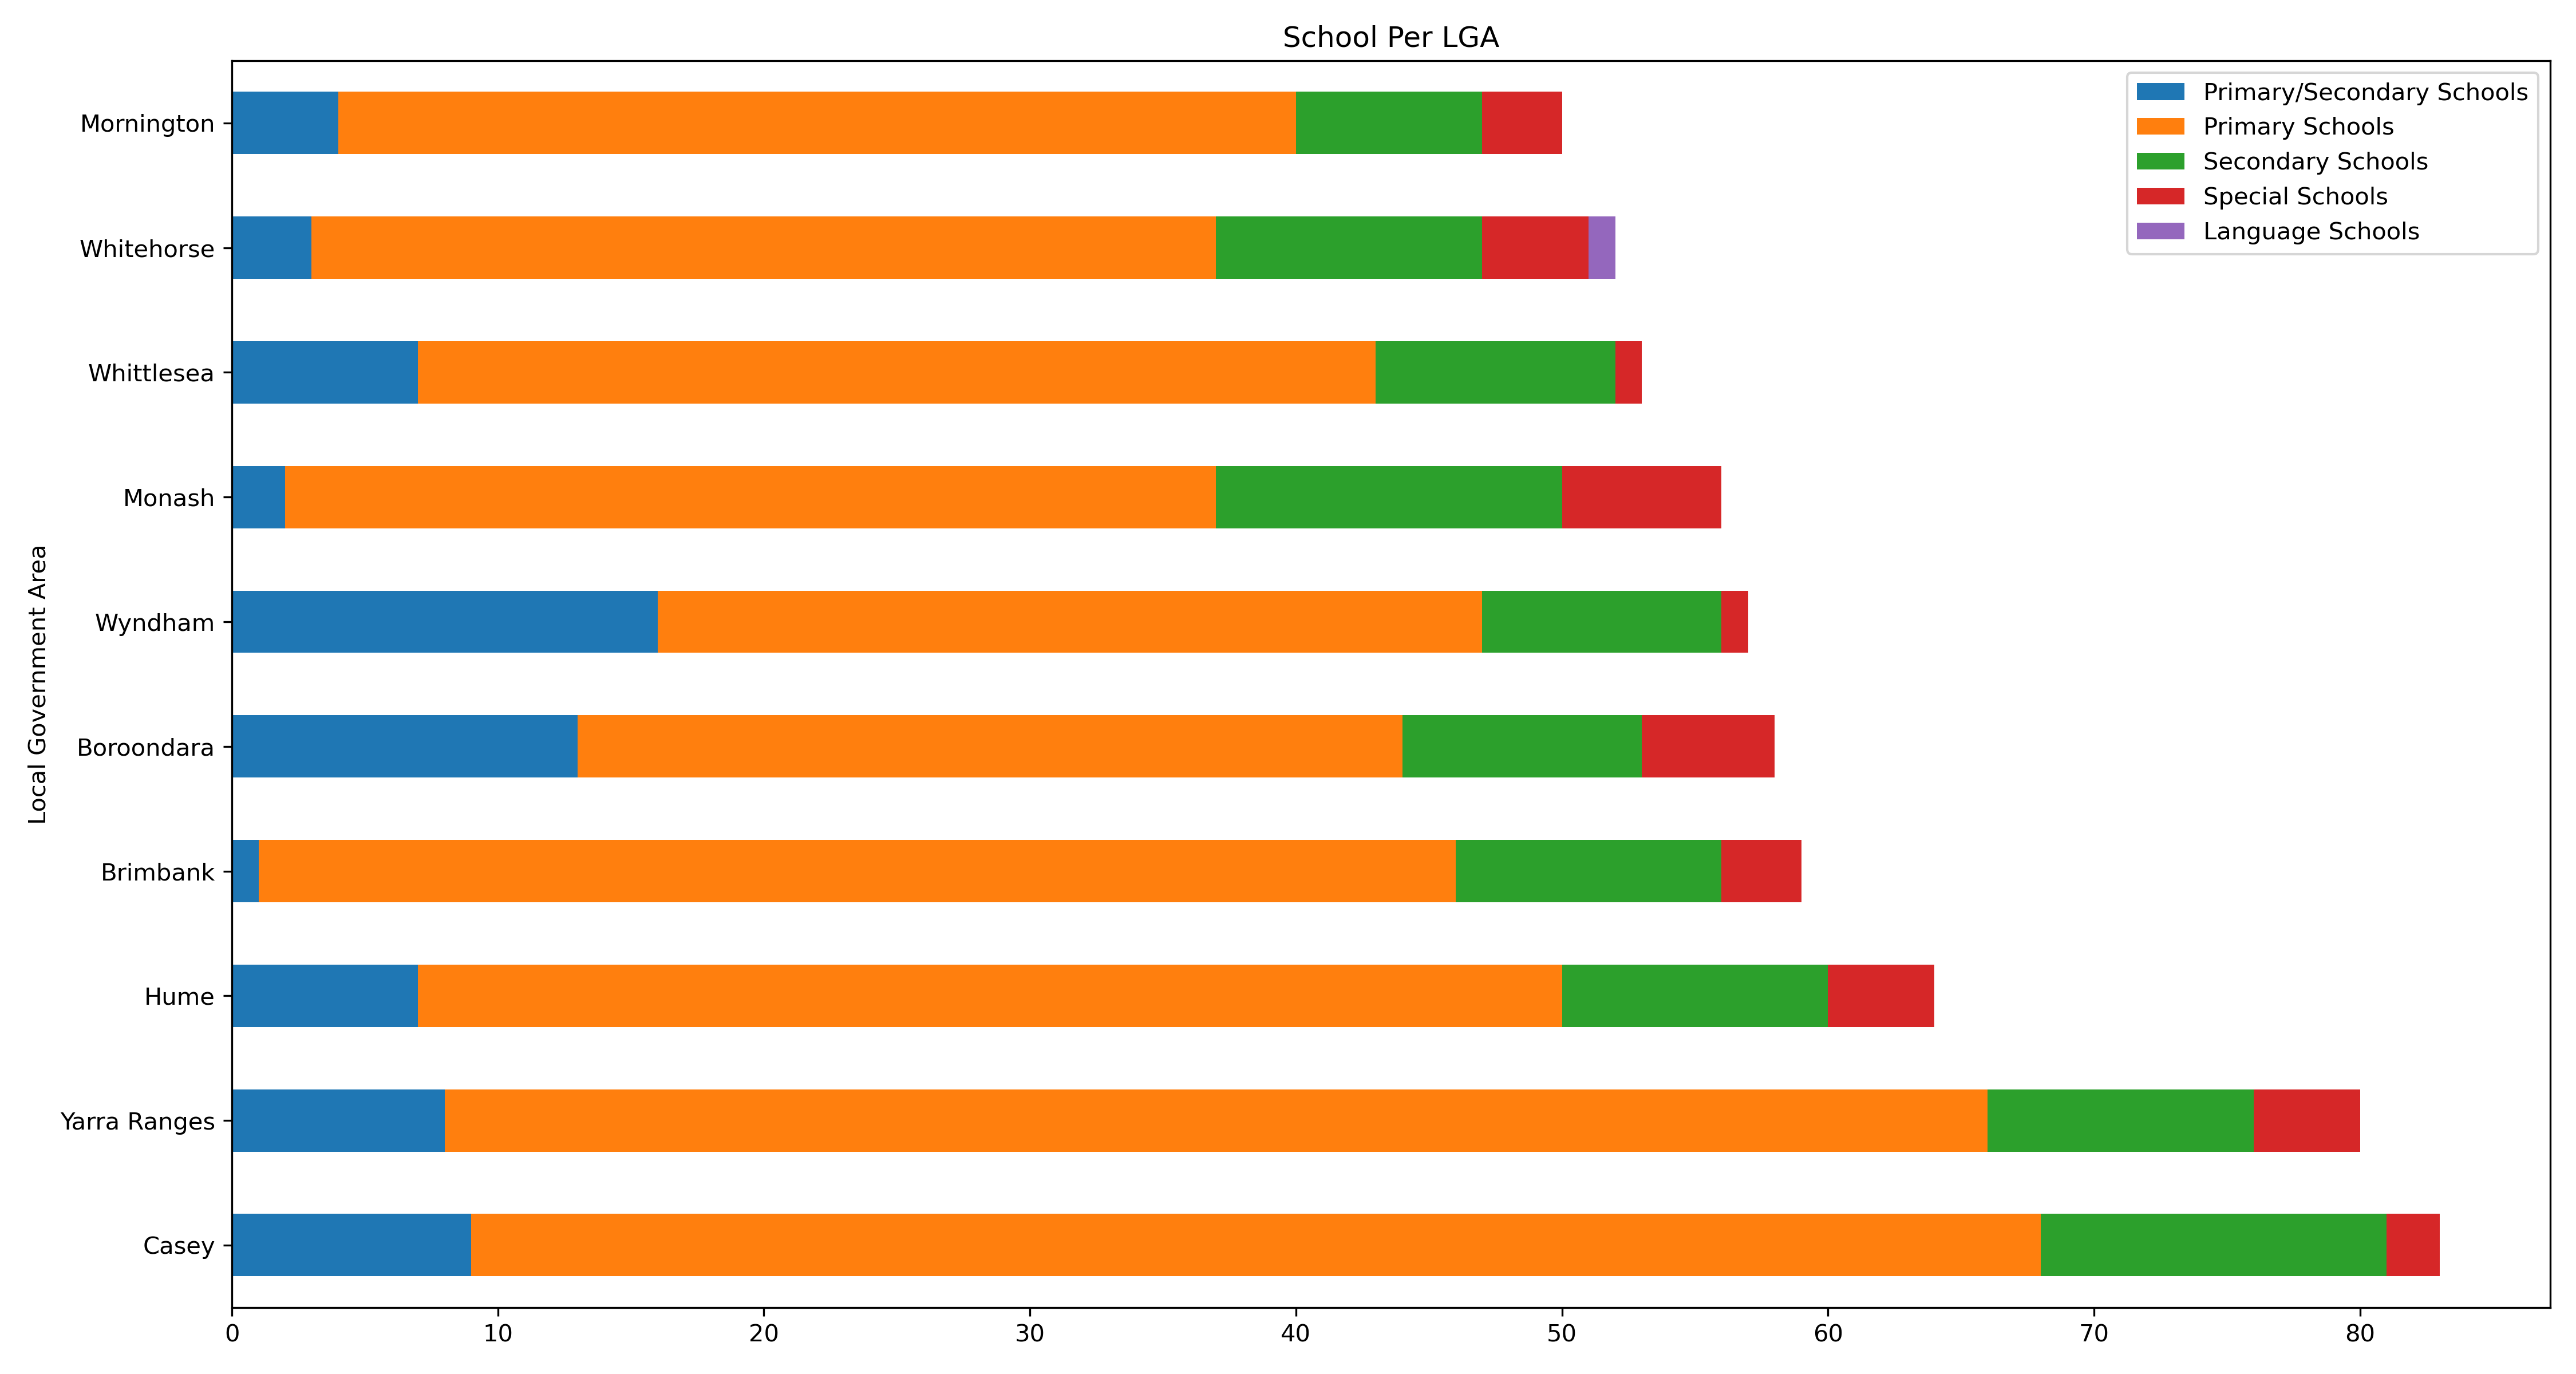 School Per LGA
Primary/Secondary Schools
Primary Schools
Secondary Schools
Special Schools
Language Schools
Local Government Area
Mornington
Whitehorse
Whittlesea
Monash
Wyndham
Boroondara
Brimbank
Hume
Yarra Ranges
Casey
0 10 20 30 40 50 60 70 80